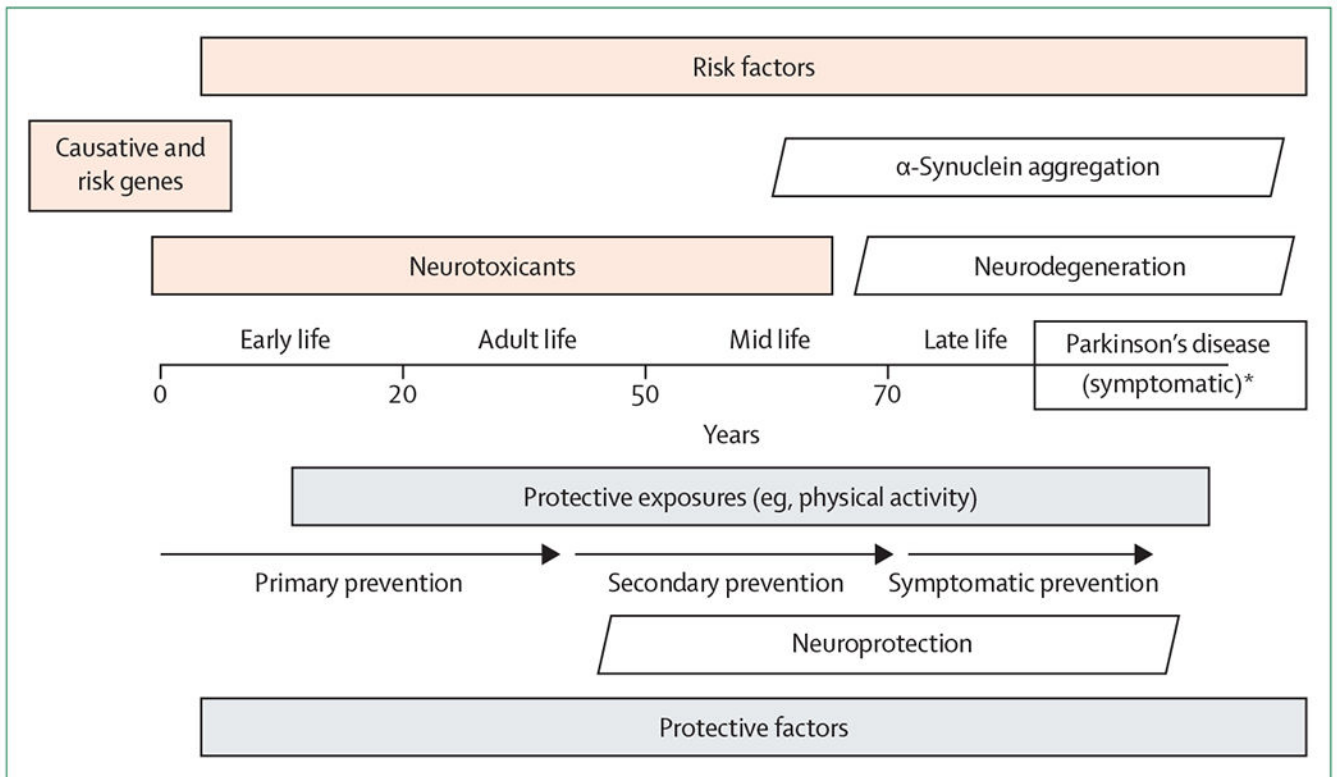 Risk factors
Causative and
risk genes
α-Synuclein aggregation
Neurotoxicants
Neurodegeneration
Early life
Adult life
Mid life
Late life
Parkinson's disease
(symptomatic)*
0
20
50
70
Years
Protective exposures (eg, physical activity)
Primary prevention
Secondary prevention
Symptomatic prevention
Neuroprotection
Protective factors